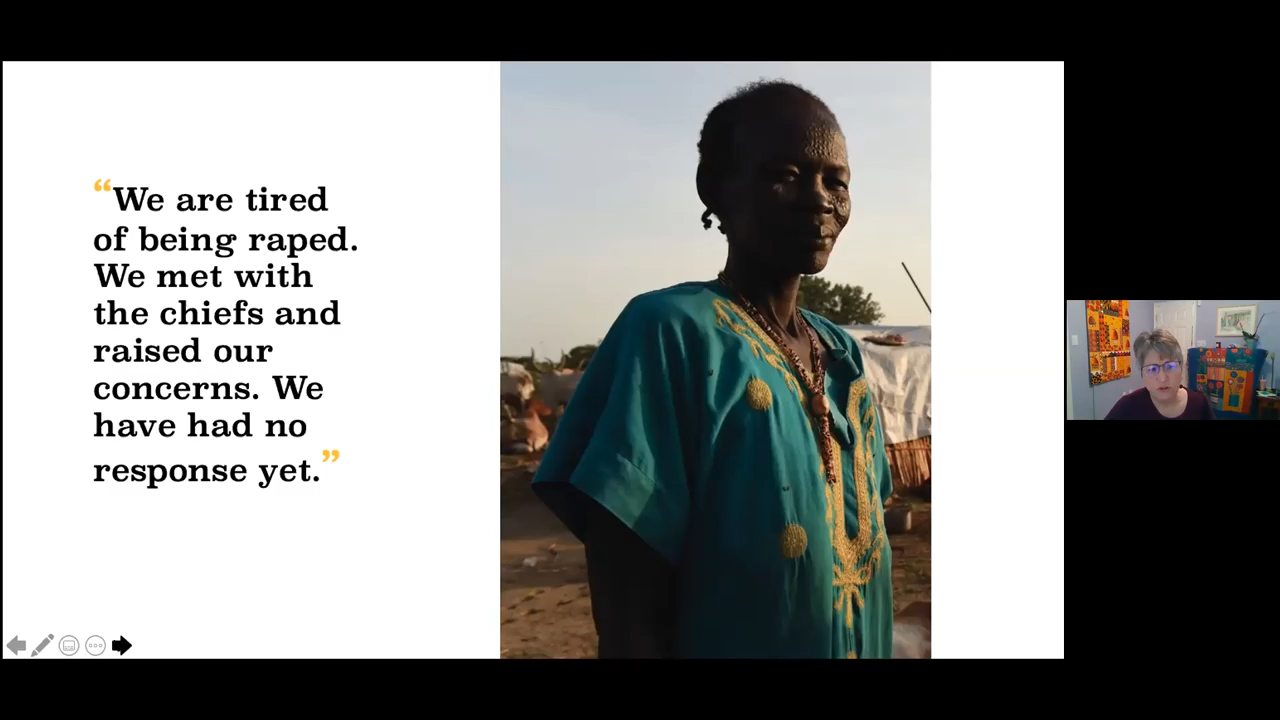 “We are tired
of being raped.
We met with
the chiefs and
raised our
concerns. We
have had no
response yet.”